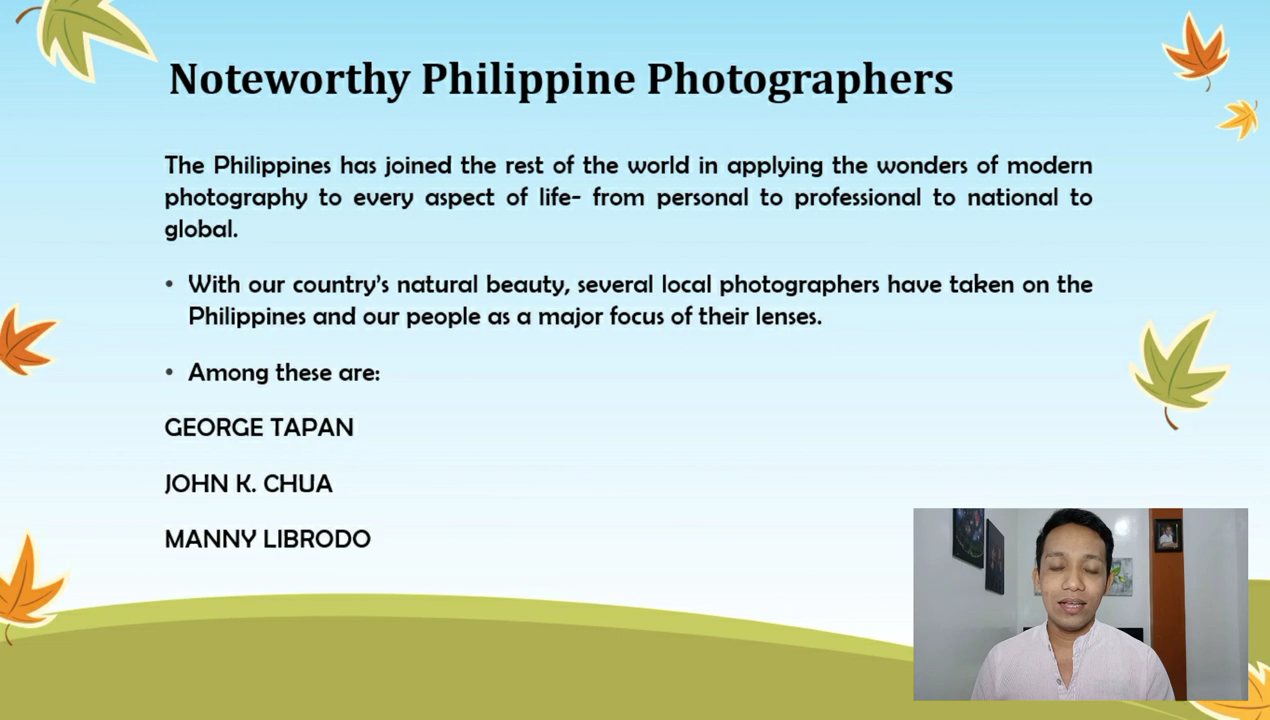 Noteworthy Philippine Photographers
The Philippines has joined the rest of the world in applying the wonders of modern
photography to every aspect of life- from personal to professional to national to
global.
• With our country's natural beauty, several local photographers have taken on the
Philippines and our people as a major focus of their lenses.
• Among these are:
GEORGE TAPAN
JOHN K. CHUA
MANNY LIBRODO